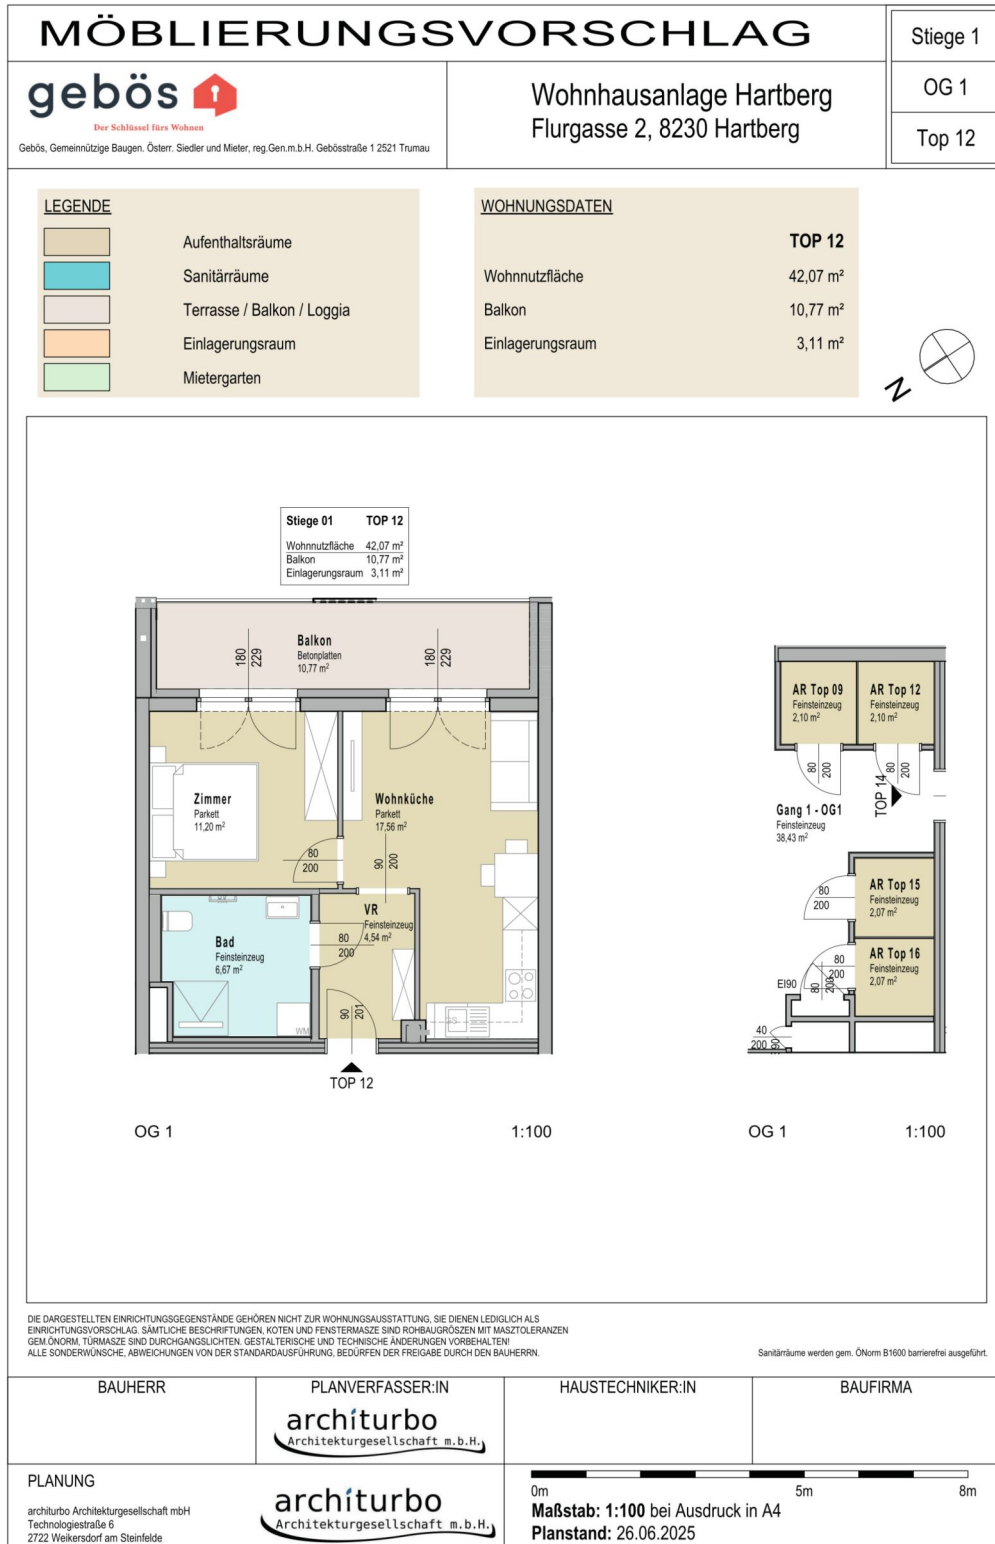 MÖBLIERUNGSVORSCHLAG
Stiege 1
OG 1
Top 12
gebös
Der Schlüssel fürs Wohnen
Gebös, Gemeinnützige Baugen. Österr. Siedler und Mieter, reg.Gen.m.b.H. Gebösstraße 1 2521 Trumau
Wohnhausanlage Hartberg
Flurgasse 2, 8230 Hartberg
LEGENDE
Aufenthaltsräume
Sanitärräume
Terrasse / Balkon / Loggia
Einlagerungsraum
Mietergarten
WOHNUNGSDATEN
TOP 12
Wohnnutzfläche 42,07 m²
Balkon 10,77 m²
Einlagerungsraum 3,11 m²
N
Stiege 01 TOP 12
Wohnnutzfläche 42,07 m²
Balkon 10,77 m²
Einlagerungsraum 3,11 m²
Balkon
Betonplatten
10,77 m²
180
229
180
229
Zimmer
Parkett
11,20 m²
Wohnküche
Parkett
17,56 m²
80
200
90
200
VR
Feinsteinzeug
4,54 m²
Bad
Feinsteinzeug
6,67 m²
80
200
90
201
WM
GS
TOP 12
OG 1
1:100
AR Top 09
Feinsteinzeug
2,10 m²
AR Top 12
Feinsteinzeug
2,10 m²
80
200
80
200
TOP 14
Gang 1 - OG1
Feinsteinzeug
38,43 m²
AR Top 15
Feinsteinzeug
2,07 m²
80
200
AR Top 16
Feinsteinzeug
2,07 m²
80
200
EI90
80
200
40
200
OG 1
1:100
DIE DARGESTELLTEN EINRICHTUNGSGEGENSTÄNDE GEHÖREN NICHT ZUR WOHNUNGSAUSSTATTUNG, SIE DIENEN LEDIGLICH ALS
EINRICHTUNGSVORSCHLAG. SÄMTLICHE BESCHRIFTUNGEN, KOTEN UND FENSTERMASZE SIND ROHBAUGRÖSZEN MIT MASZTOLERANZEN
GEM.ÖNORM, TÜRMASZE SIND DURCHGANGSLICHTEN. GESTALTERISCHE UND TECHNISCHE ÄNDERUNGEN VORBEHALTEN!
ALLE SONDERWÜNSCHE, ABWEICHUNGEN VON DER STANDARDAUSFÜHRUNG, BEDÜRFEN DER FREIGABE DURCH DEN BAUHERRN.
Sanitärräume werden gem. ÖNorm B1600 barrierefrei ausgeführt.
BAUHERR
PLANVERFASSER:IN
HAUSTECHNIKER:IN
BAUFIRMA
architurbo
Architekturgesellschaft m.b.H.
PLANUNG
architurbo Architekturgesellschaft mbH
Technologiestraße 6
2722 Weikersdorf am Steinfelde
architurbo
Architekturgesellschaft m.b.H.
0m 5m 8m
Maßstab: 1:100 bei Ausdruck in A4
Planstand: 26.06.2025